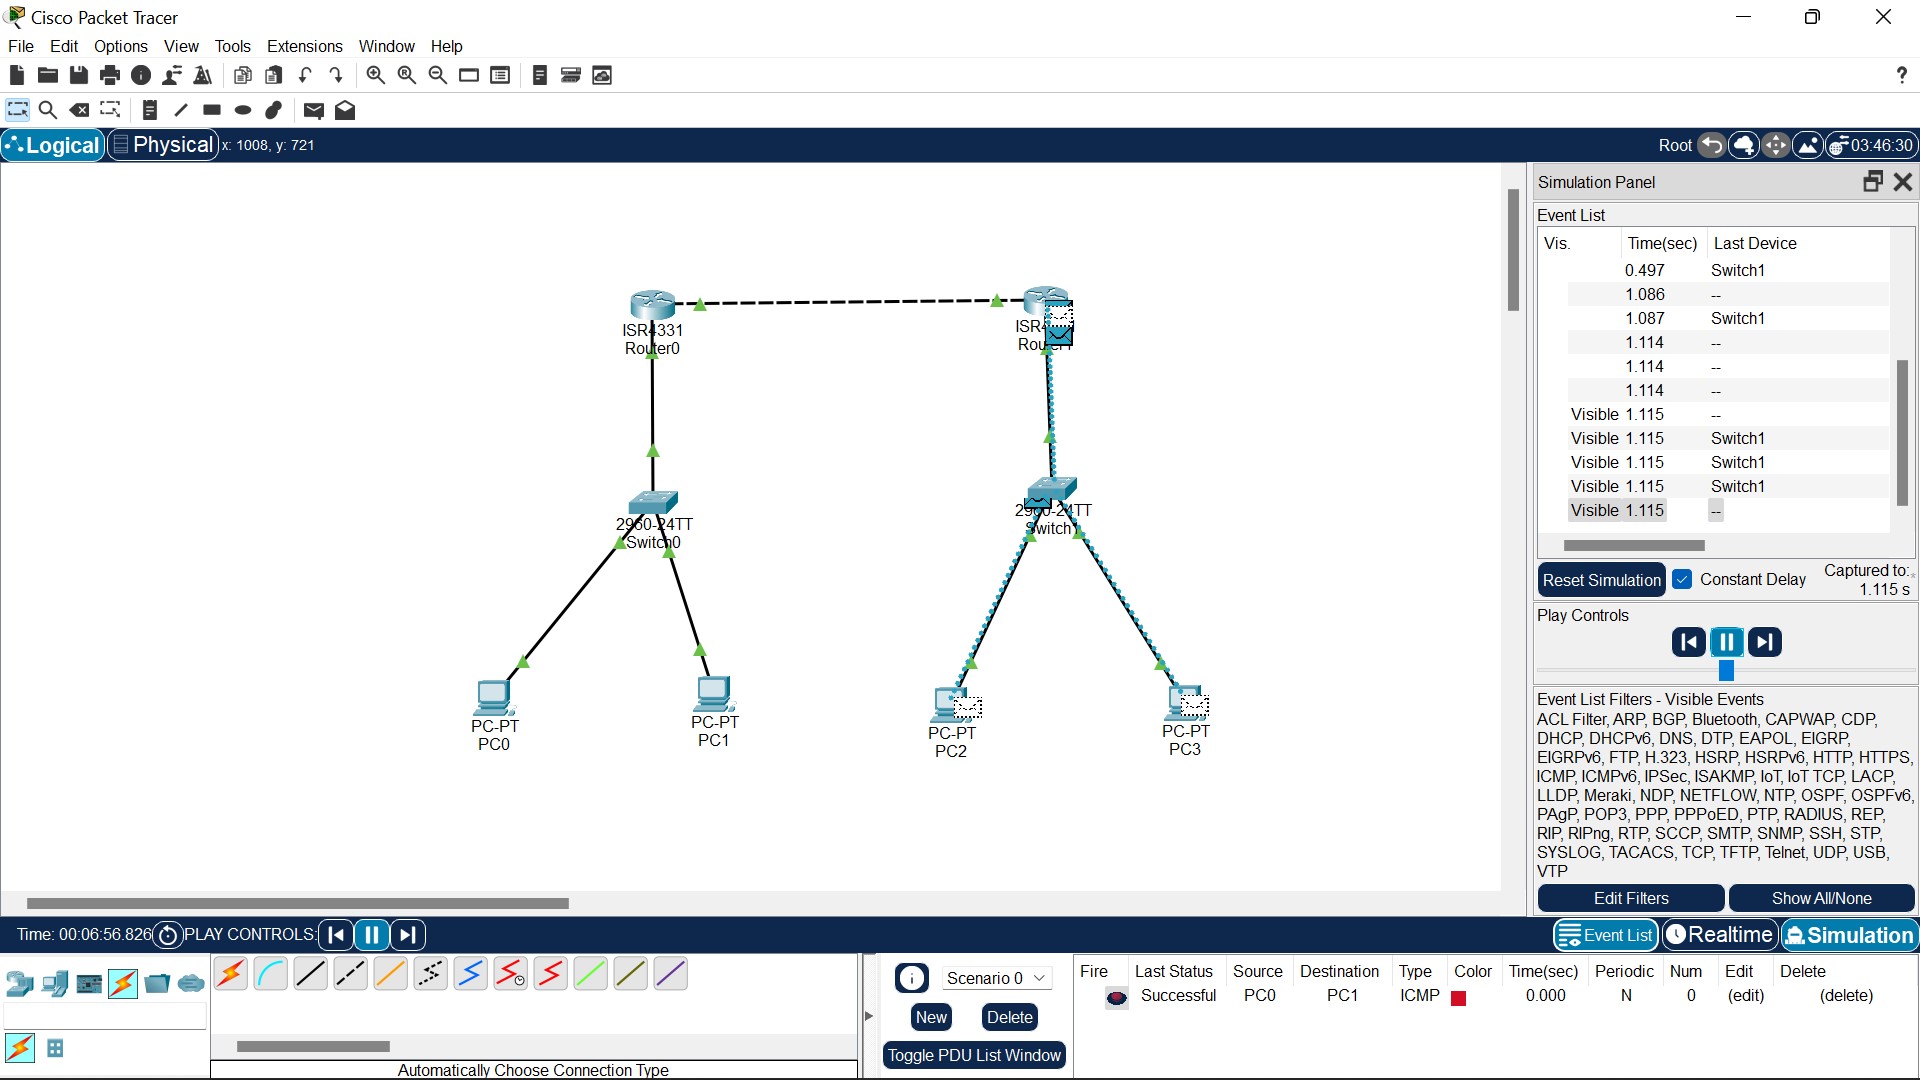 Cisco Packet Tracer
File Edit Options View Tools Extensions Window Help
?
Logical Physical x: 1008, y: 721 Root 03:46:30
Simulation Panel
Event List
Vis. Time(sec) Last Device
0.497 Switch1
1.086 --
1.087 Switch1
1.114 --
1.114 --
1.114 --
Visible 1.115 --
Visible 1.115 Switch1
Visible 1.115 Switch1
Visible 1.115 Switch1
Visible 1.115 --
Reset Simulation Constant Delay Captured to:
1.115 s
Play Controls
Event List Filters - Visible Events
ACL Filter, ARP, BGP, Bluetooth, CAPWAP, CDP,
DHCP, DHCPv6, DNS, DTP, EAPOL, EIGRP,
EIGRPv6, FTP, H.323, HSRP, HSRPv6, HTTP, HTTPS,
ICMP, ICMPv6, IPSec, ISAKMP, IoT, IoT TCP, LACP,
LLDP, Meraki, NDP, NETFLOW, NTP, OSPF, OSPFv6,
PAgP, POP3, PPP, PPPoED, PTP, RADIUS, REP,
RIP, RIPng, RTP, SCCP, SMTP, SNMP, SSH, STP,
SYSLOG, TACACS, TCP, TFTP, Telnet, UDP, USB,
VTP
Edit Filters Show All/None
ISR4331
Router0
2960-24TT
Switch0
PC-PT
PC0
PC-PT
PC1
2960-24TT
PC-PT
PC2
PC-PT
PC3
Time: 00:06:56.826 PLAY CONTROLS: Event List Realtime Simulation
Automatically Choose Connection Type
Scenario 0
New Delete
Toggle PDU List Window
Fire Last Status Source Destination Type Color Time(sec) Periodic Num Edit Delete
Successful PC0 PC1 ICMP 0.000 N 0 (edit) (delete)